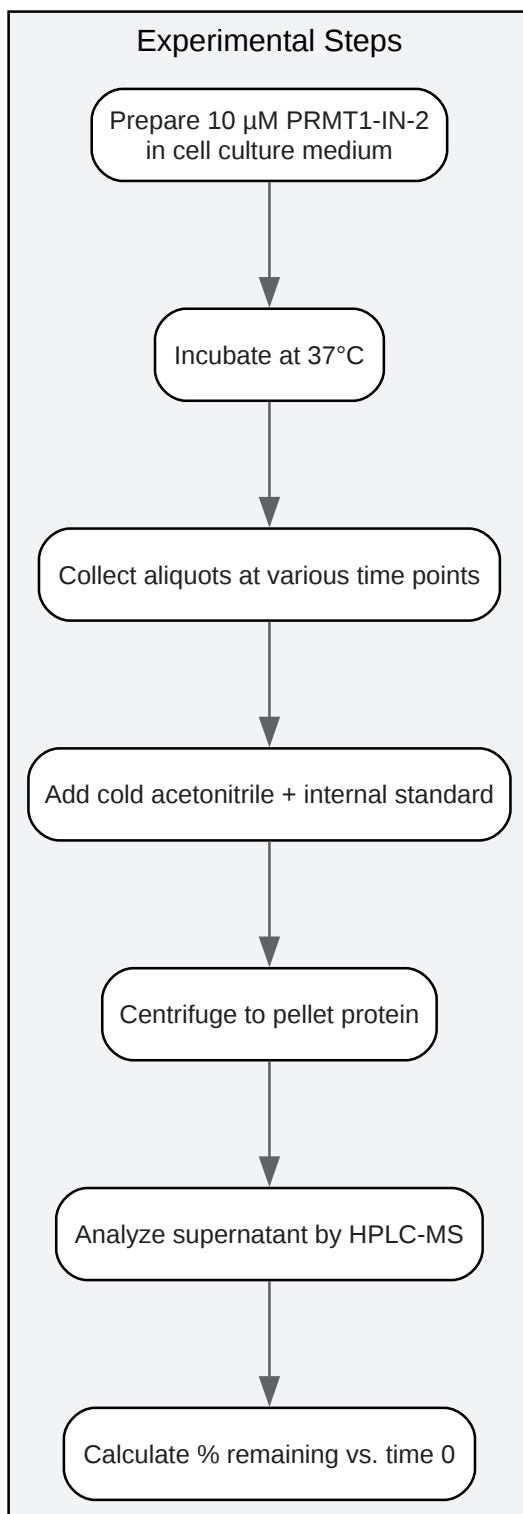 Experimental Steps
Prepare 10 µM PRMT1-IN-2
in cell culture medium
Incubate at 37°C
Collect aliquots at various time points
Add cold acetonitrile + internal standard
Centrifuge to pellet protein
Analyze supernatant by HPLC-MS
Calculate % remaining vs. time 0